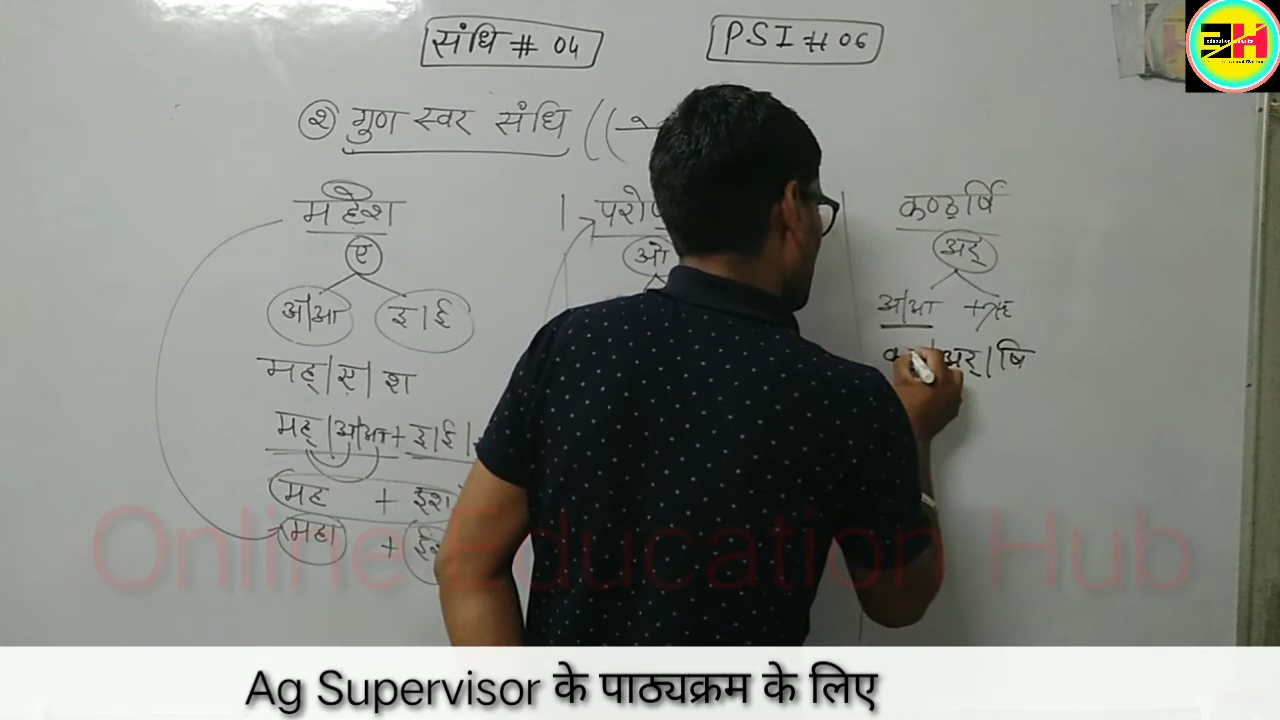 संधि # 04
PSI # 06
२ गुण स्वर संधि
महेश
ए
अ/आ इ/ई
मह्/ए/श
मह्/अ/आ + इ/ई/
मह + इश
महा +
ओ
कण्ठर्षि
अर्
अ/आ + ऋ
अर्/षि
Online Education Hub
Ag Supervisor के पाठ्यक्रम के लिए